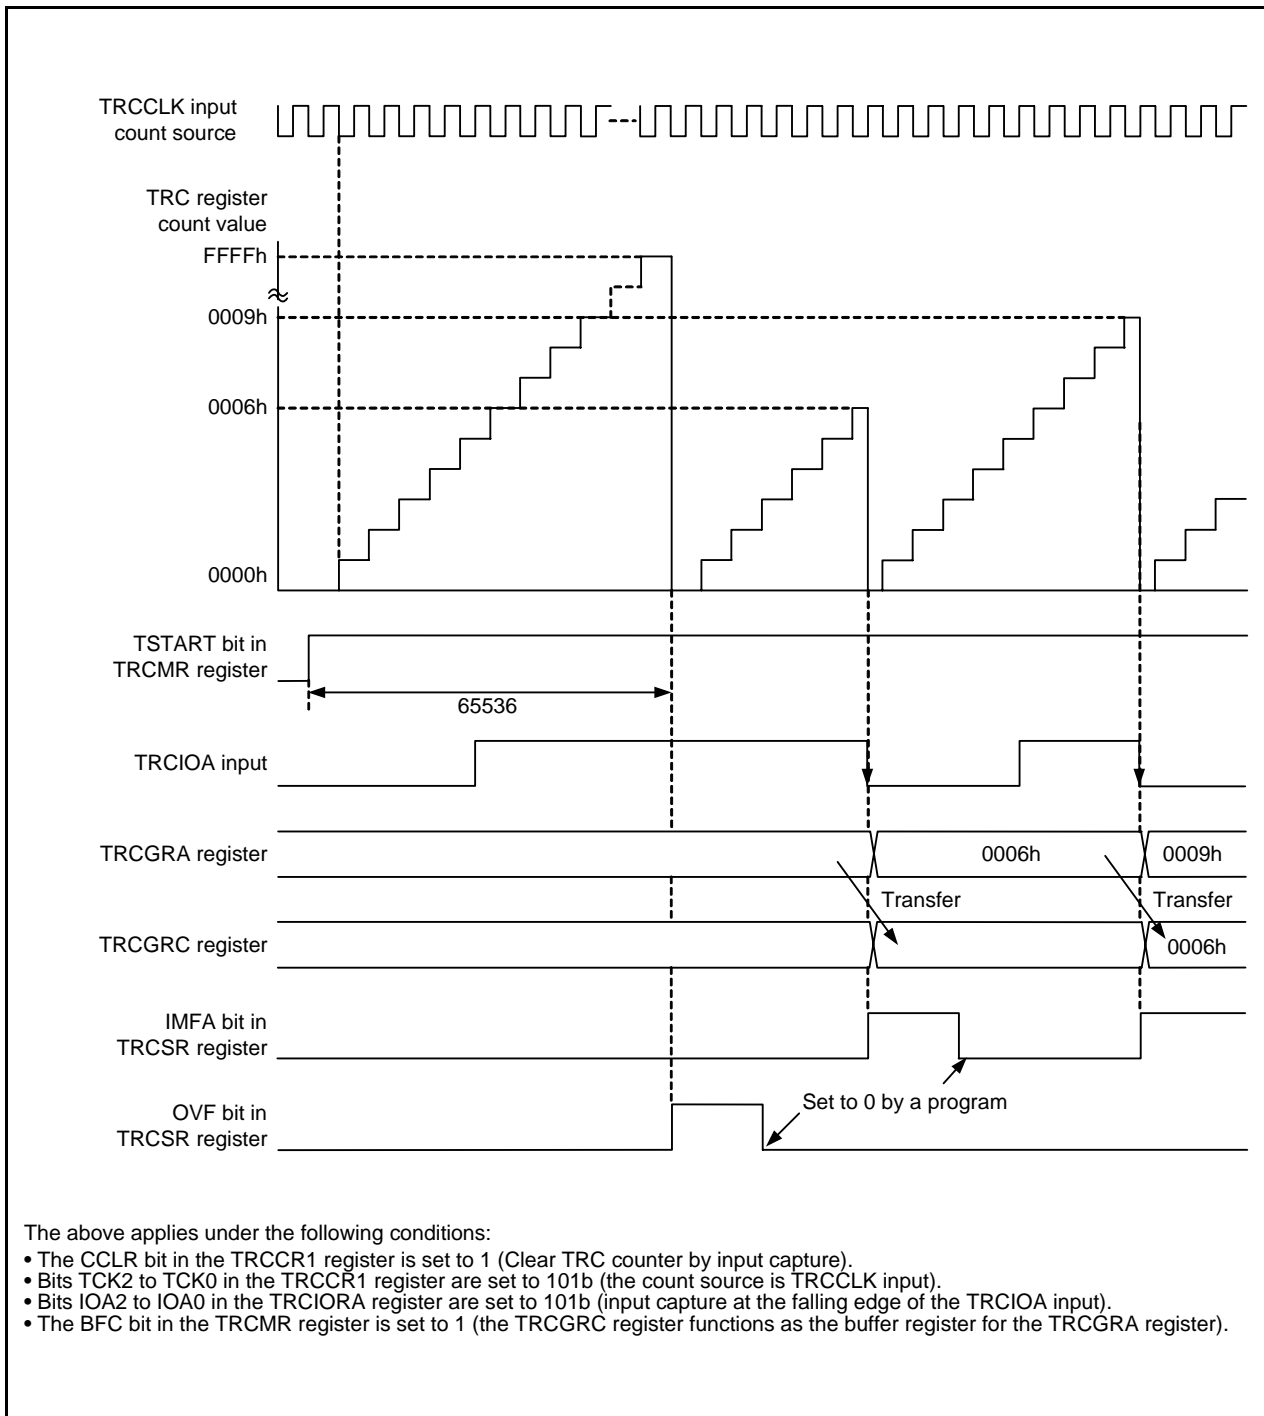 TRCCLK input
count source
TRC register
count value
FFFFh
0009h
0006h
0000h
TSTART bit in
TRCMR register
65536
TRCIOA input
TRCGRA register
0006h
0009h
Transfer
Transfer
TRCGRC register
0006h
IMFA bit in
TRCSR register
Set to 0 by a program
OVF bit in
TRCSR register
The above applies under the following conditions:
• The CCLR bit in the TRCCR1 register is set to 1 (Clear TRC counter by input capture).
• Bits TCK2 to TCK0 in the TRCCR1 register are set to 101b (the count source is TRCCLK input).
• Bits IOA2 to IOA0 in the TRCIORA register are set to 101b (input capture at the falling edge of the TRCIOA input).
• The BFC bit in the TRCMR register is set to 1 (the TRCGRC register functions as the buffer register for the TRCGRA register).